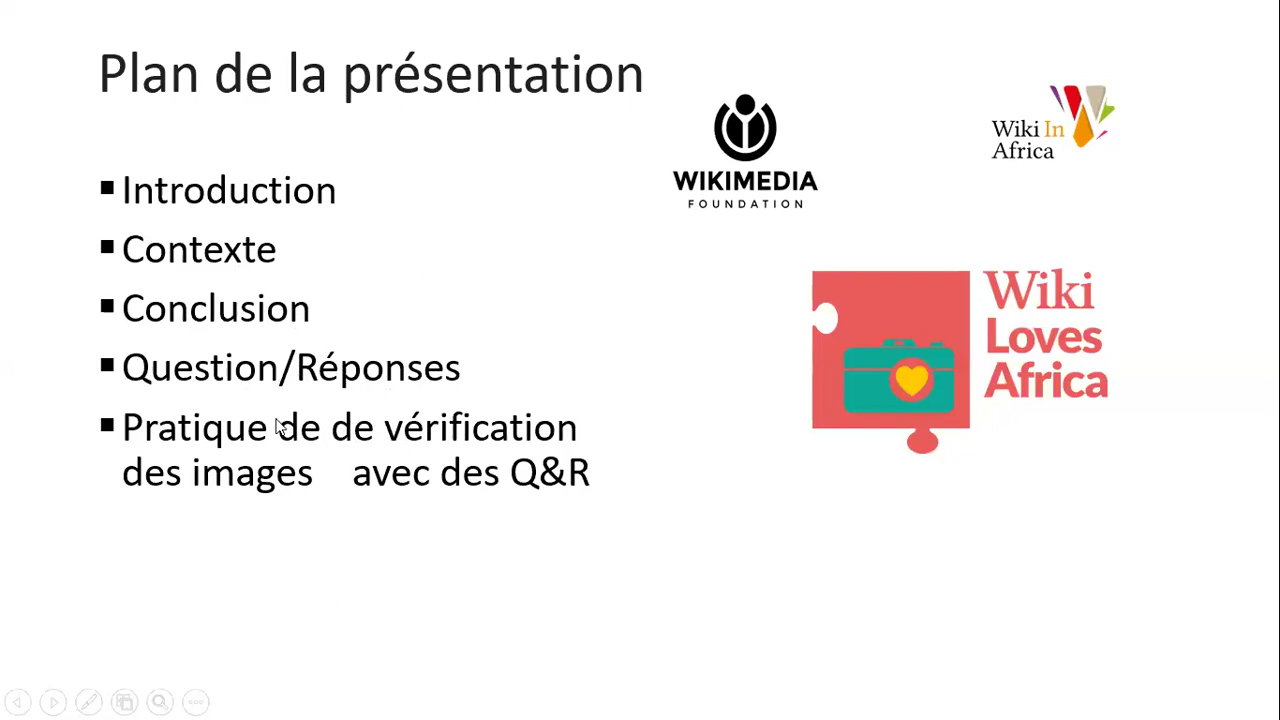 Plan de la présentation
WIKIMEDIA
FOUNDATION
Wiki In
Africa
Introduction
Contexte
Conclusion
Question/Réponses
Pratique de de vérification
des images avec des Q&R
Wiki
Loves
Africa